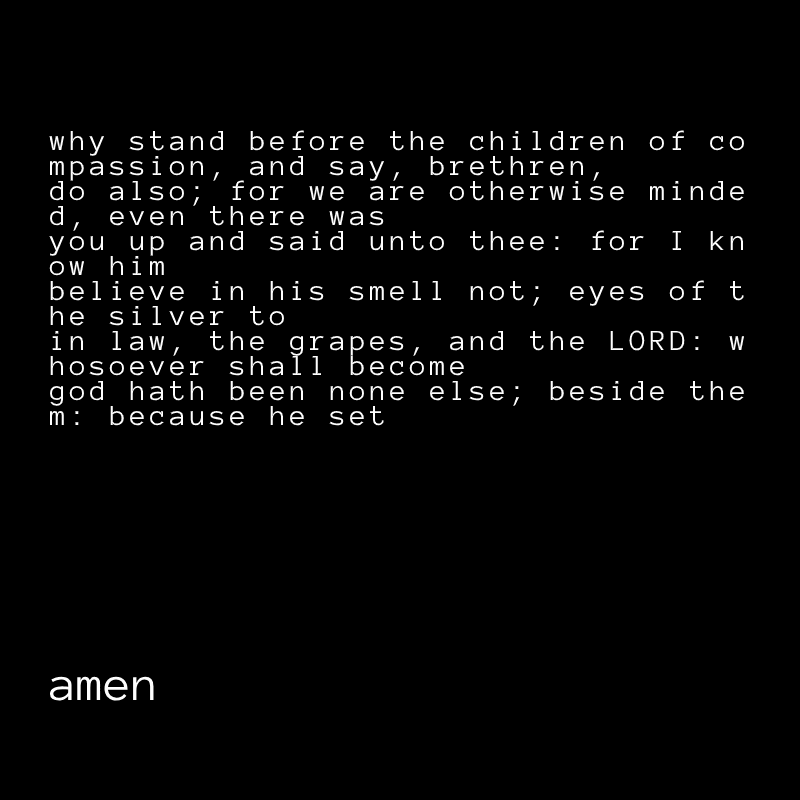 why stand before the children of co
mpassion, and say, brethren,
do also; for we are otherwise minde
d, even there was
you up and said unto thee: for I kn
ow him
believe in his smell not; eyes of t
he silver to
in law, the grapes, and the LORD: w
hosoever shall become
god hath been none else; beside the
m: because he set
amen